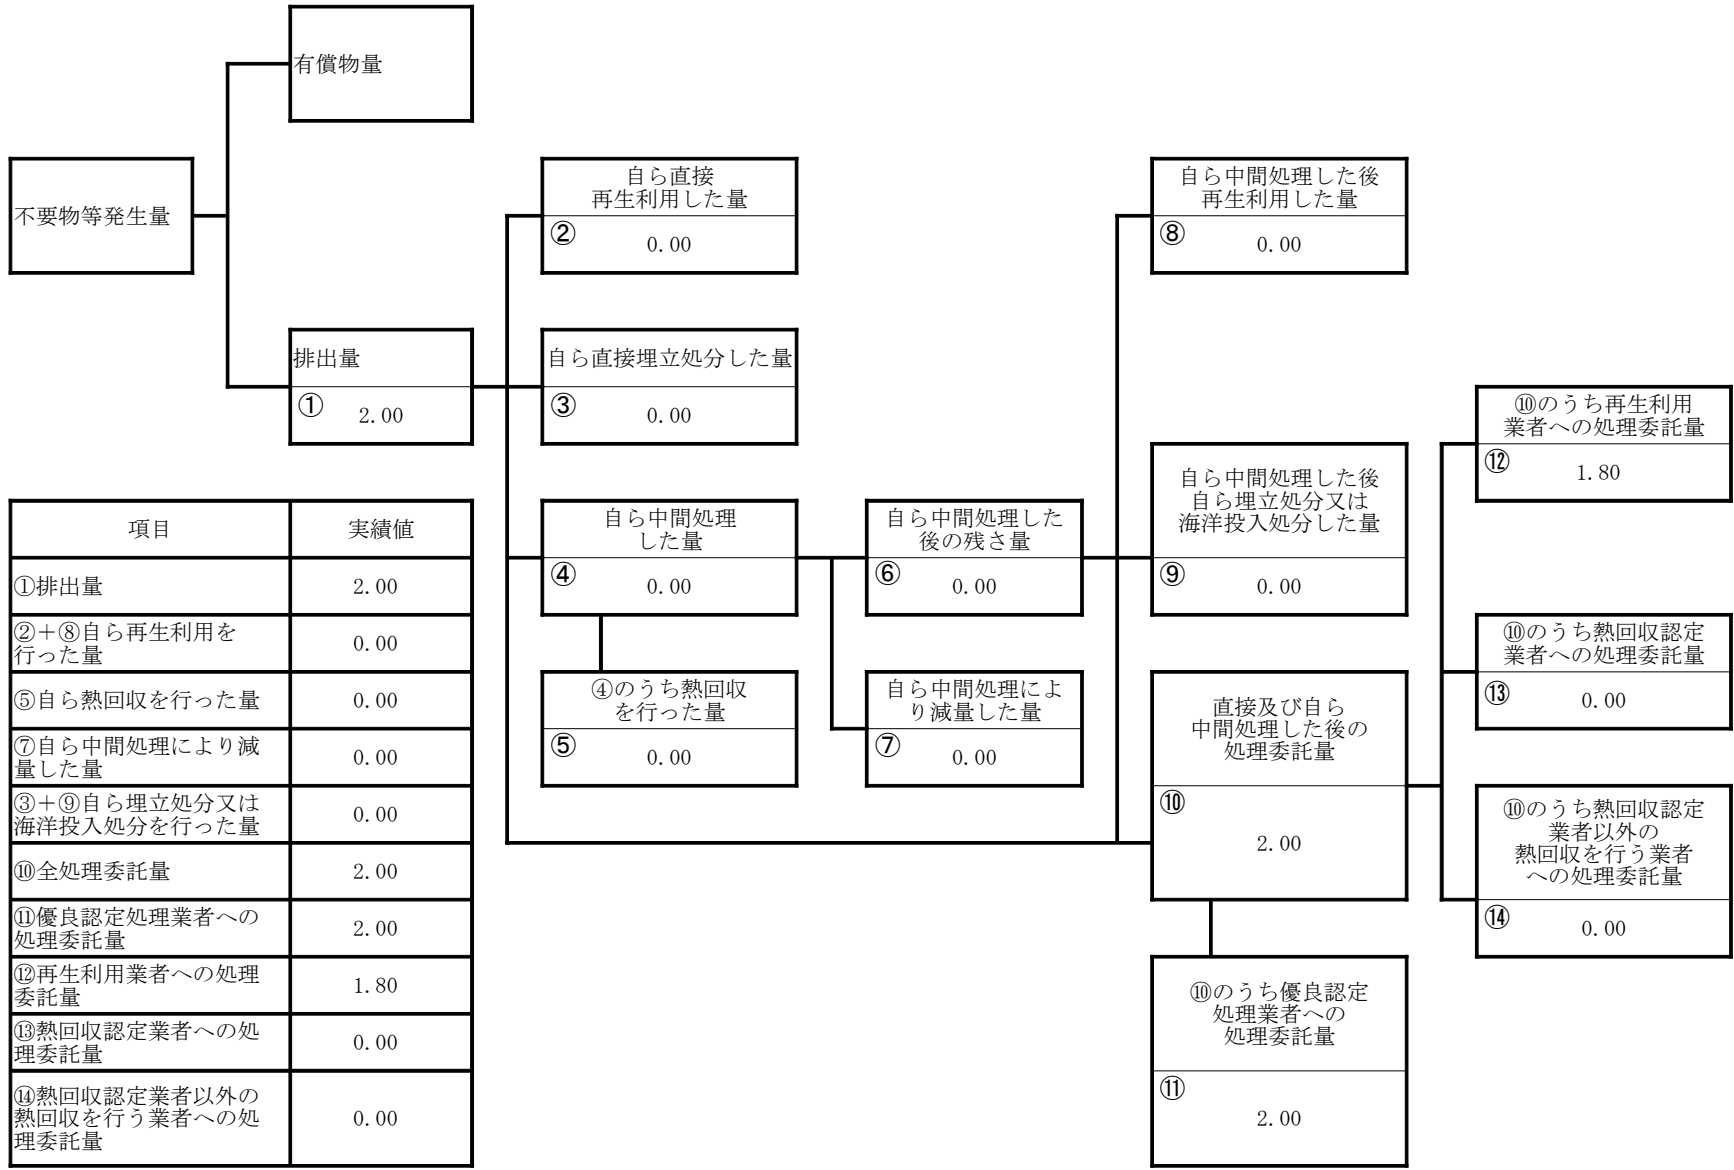 有償物量
不要物等発生量
自ら直接
再生利用した量
②
0.00
自ら中間処理した後
再生利用した量
⑧
0.00
排出量
①
2.00
自ら直接埋立処分した量
③
0.00
⑩のうち再生利用
業者への処理委託量
⑫
1.80
自ら中間処理
した量
④
0.00
自ら中間処理した
後の残さ量
⑥
0.00
自ら中間処理した後
自ら埋立処分又は
海洋投入処分した量
⑨
0.00
⑩のうち熱回収認定
業者への処理委託量
⑬
0.00
④のうち熱回収
を行った量
⑤
0.00
自ら中間処理によ
り減量した量
⑦
0.00
直接及び自ら
中間処理した後の
処理委託量
⑩
2.00
⑩のうち熱回収認定
業者以外の
熱回収を行う業者
への処理委託量
⑭
0.00
⑩のうち優良認定
処理業者への
処理委託量
⑪
2.00
項目 実績値
①排出量 2.00
②+⑧自ら再生利用を
行った量 0.00
⑤自ら熱回収を行った量 0.00
⑦自ら中間処理により減
量した量 0.00
③+⑨自ら埋立処分又は
海洋投入処分を行った量 0.00
⑩全処理委託量 2.00
⑪優良認定処理業者への
処理委託量 2.00
⑫再生利用業者への処理
委託量 1.80
⑬熱回収認定業者への処
理委託量 0.00
⑭熱回収認定業者以外の
熱回収を行う業者への処
理委託量 0.00